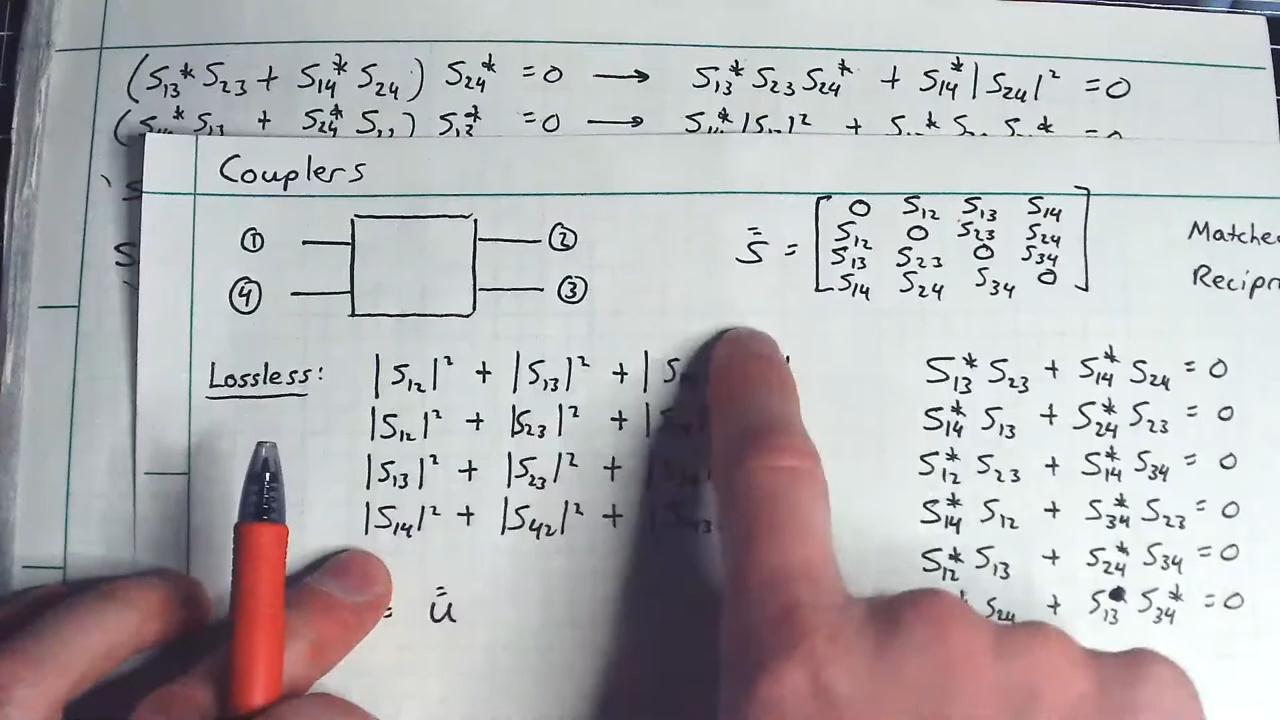 (S13* S23 + S14* S24) S24* = 0 → S13* S23 S24* + S14* |S24|² = 0
= 0 →
Couplers
① ②
④ ③
S̿ = [ 0 S12 S13 S14
S12 0 S23 S24
S13 S23 0 S34
S14 S24 S34 0 ]
Lossless: |S12|² + |S13|² + |S
|S12|² + |S23|² + |
|S13|² + |S23|² +
|S14|² + |S42|² +
= u̿
S13* S23 + S14* S24 = 0
S14* S13 + S24* S23 = 0
S12* S23 + S14* S34 = 0
S14* S12 + S34* S23 = 0
S12* S13 + S24* S34 = 0
S24 + S13 S34* = 0